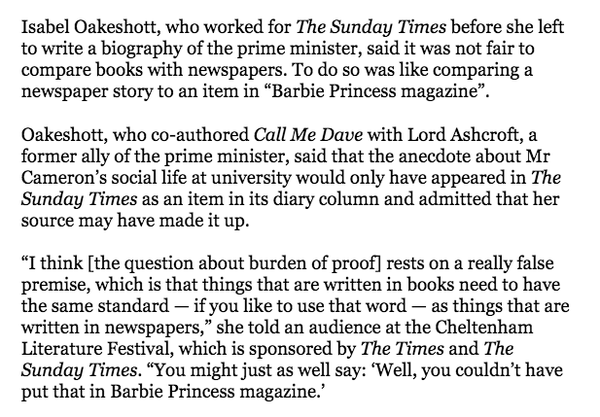 Isabel Oakeshott, who worked for The Sunday Times before she left
to write a biography of the prime minister, said it was not fair to
compare books with newspapers. To do so was like comparing a
newspaper story to an item in “Barbie Princess magazine”.
Oakeshott, who co-authored Call Me Dave with Lord Ashcroft, a
former ally of the prime minister, said that the anecdote about Mr
Cameron’s social life at university would only have appeared in The
Sunday Times as an item in its diary column and admitted that her
source may have made it up.
“I think [the question about burden of proof] rests on a really false
premise, which is that things that are written in books need to have
the same standard — if you like to use that word — as things that are
written in newspapers,” she told an audience at the Cheltenham
Literature Festival, which is sponsored by The Times and The
Sunday Times. “You might just as well say: ‘Well, you couldn’t have
put that in Barbie Princess magazine.’